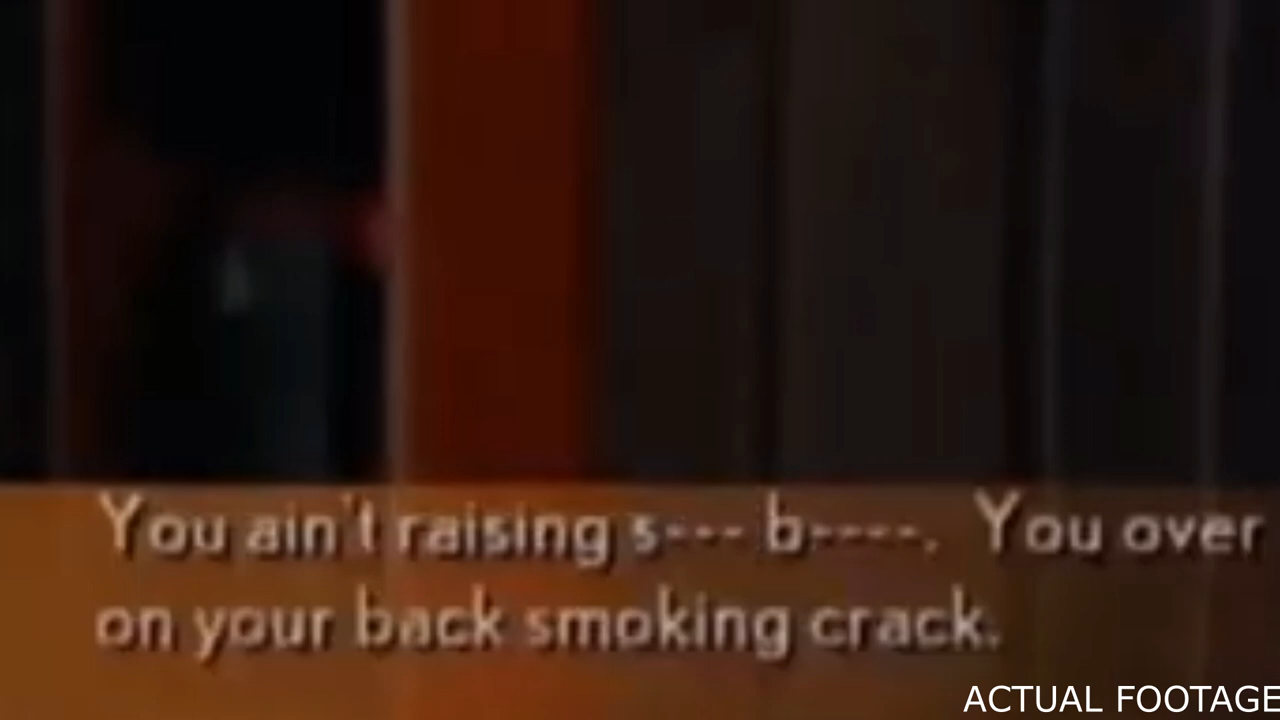 You ain't raising s--- b----. You over
on your back smoking crack.
ACTUAL FOOTAGE